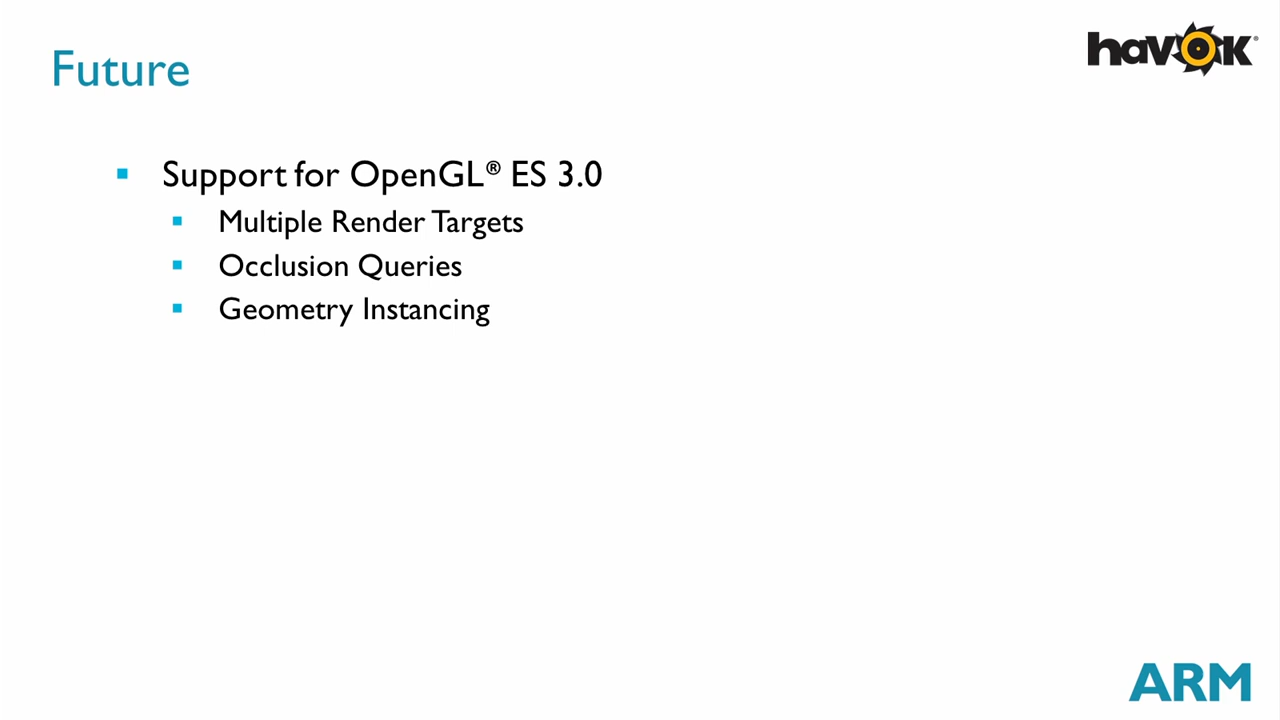 havok®
Future
Support for OpenGL® ES 3.0
Multiple Render Targets
Occlusion Queries
Geometry Instancing
ARM